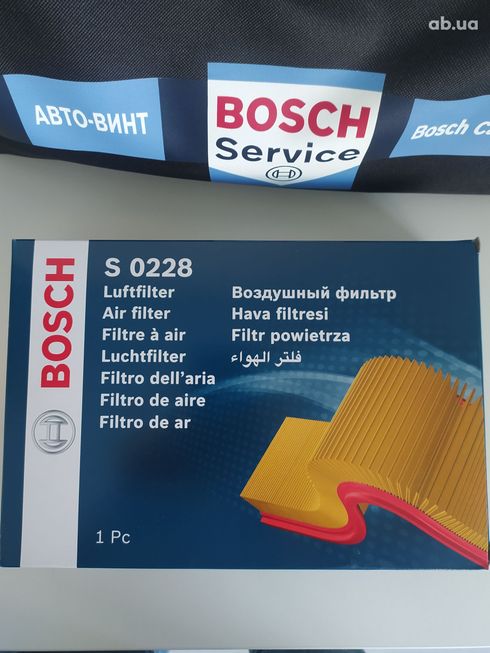 ab.ua
АВТО-ВИНТ
BOSCH
Service
Bosch
BOSCH
S 0228
Luftfilter
Air filter
Filtre à air
Luchtfilter
Filtro dell'aria
Filtro de aire
Filtro de ar
Воздушный фильтр
Hava filtresi
Filtr powietrza
فلتر الهواء
1 Pc